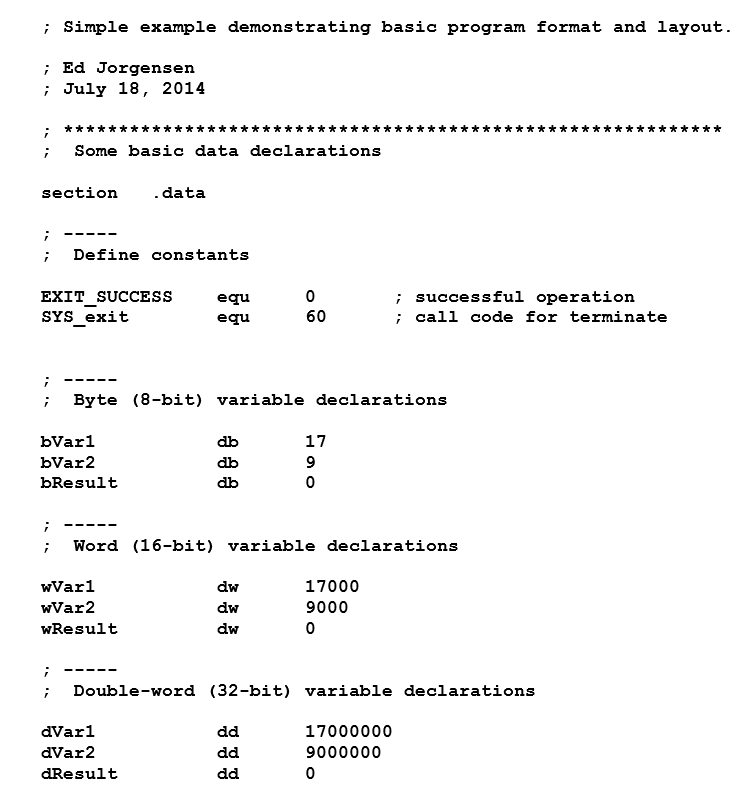 ; Simple example demonstrating basic program format and layout.
; Ed Jorgensen
; July 18, 2014
; ************************************************************
;  Some basic data declarations
section   .data
; -----
;  Define constants
EXIT_SUCCESS    equ     0       ; successful operation
SYS_exit        equ     60      ; call code for terminate
; -----
;  Byte (8-bit) variable declarations
bVar1           db      17
bVar2           db      9
bResult         db      0
; -----
;  Word (16-bit) variable declarations
wVar1           dw      17000
wVar2           dw      9000
wResult         dw      0
; -----
;  Double-word (32-bit) variable declarations
dVar1           dd      17000000
dVar2           dd      9000000
dResult         dd      0